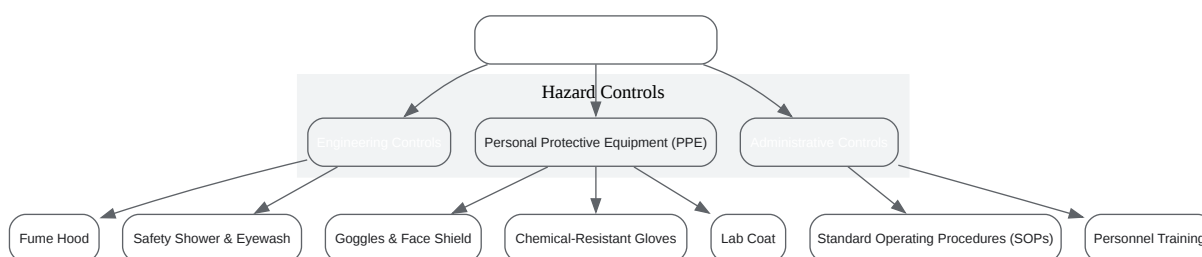 Hazard Controls
Engineering Controls
Personal Protective Equipment (PPE)
Administrative Controls
Fume Hood
Safety Shower & Eyewash
Goggles & Face Shield
Chemical-Resistant Gloves
Lab Coat
Standard Operating Procedures (SOPs)
Personnel Training